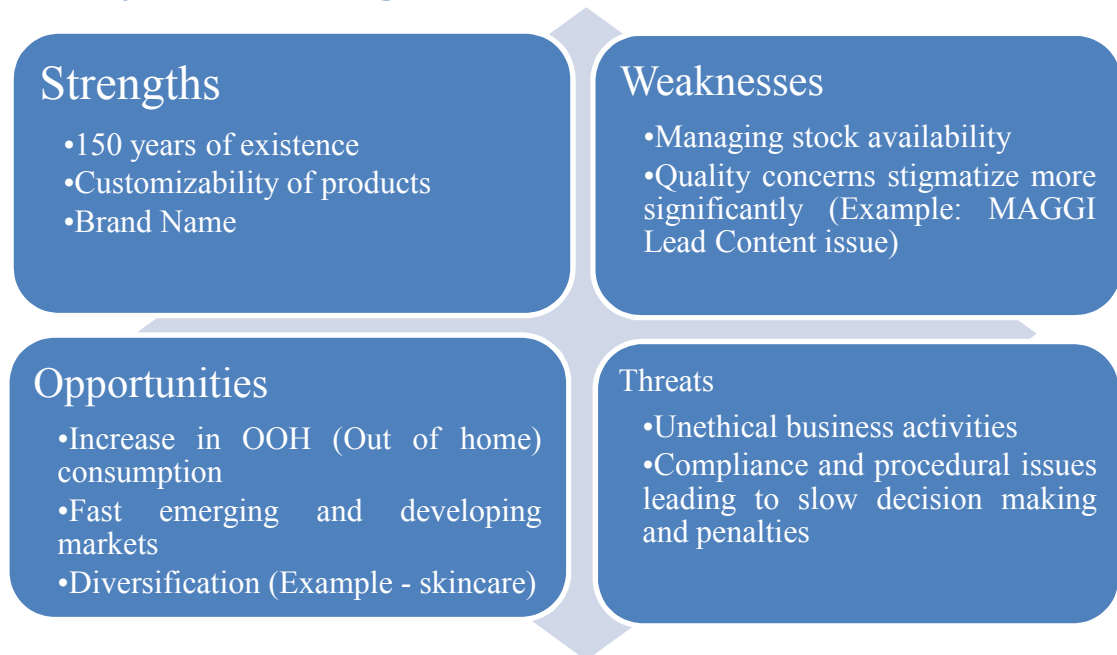 Strengths
•150 years of existence
•Customizability of products
•Brand Name
Weaknesses
•Managing stock availability
•Quality concerns stigmatize more
significantly (Example: MAGGI
Lead Content issue)
Opportunities
•Increase in OOH (Out of home)
consumption
•Fast emerging and developing
markets
•Diversification (Example - skincare)
Threats
•Unethical business activities
•Compliance and procedural issues
leading to slow decision making
and penalties